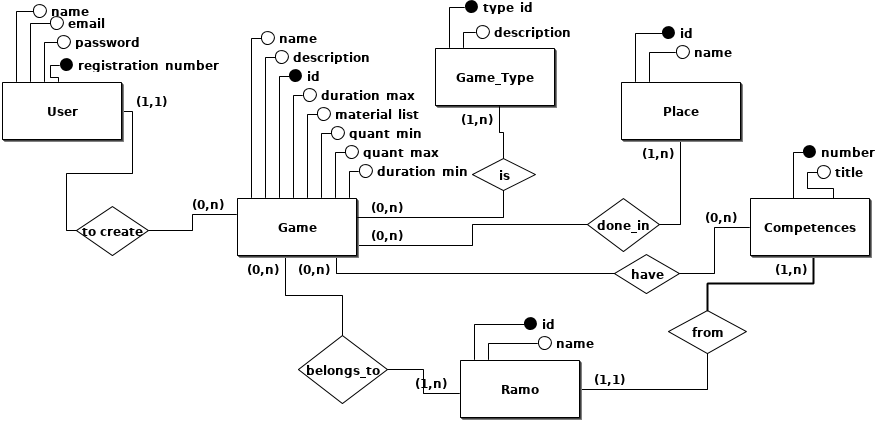 name
email
password
registration number
User
(1,1)
to create
(0,n)
name
description
id
duration max
material list
quant min
quant max
duration min
Game
type id
description
Game_Type
(1,n)
is
(0,n)
id
name
Place
(1,n)
done_in
(0,n)
number
title
Competences
(0,n)
have
(0,n)
(0,n)
belongs_to
(1,n)
id
name
Ramo
(1,1)
from
(1,n)